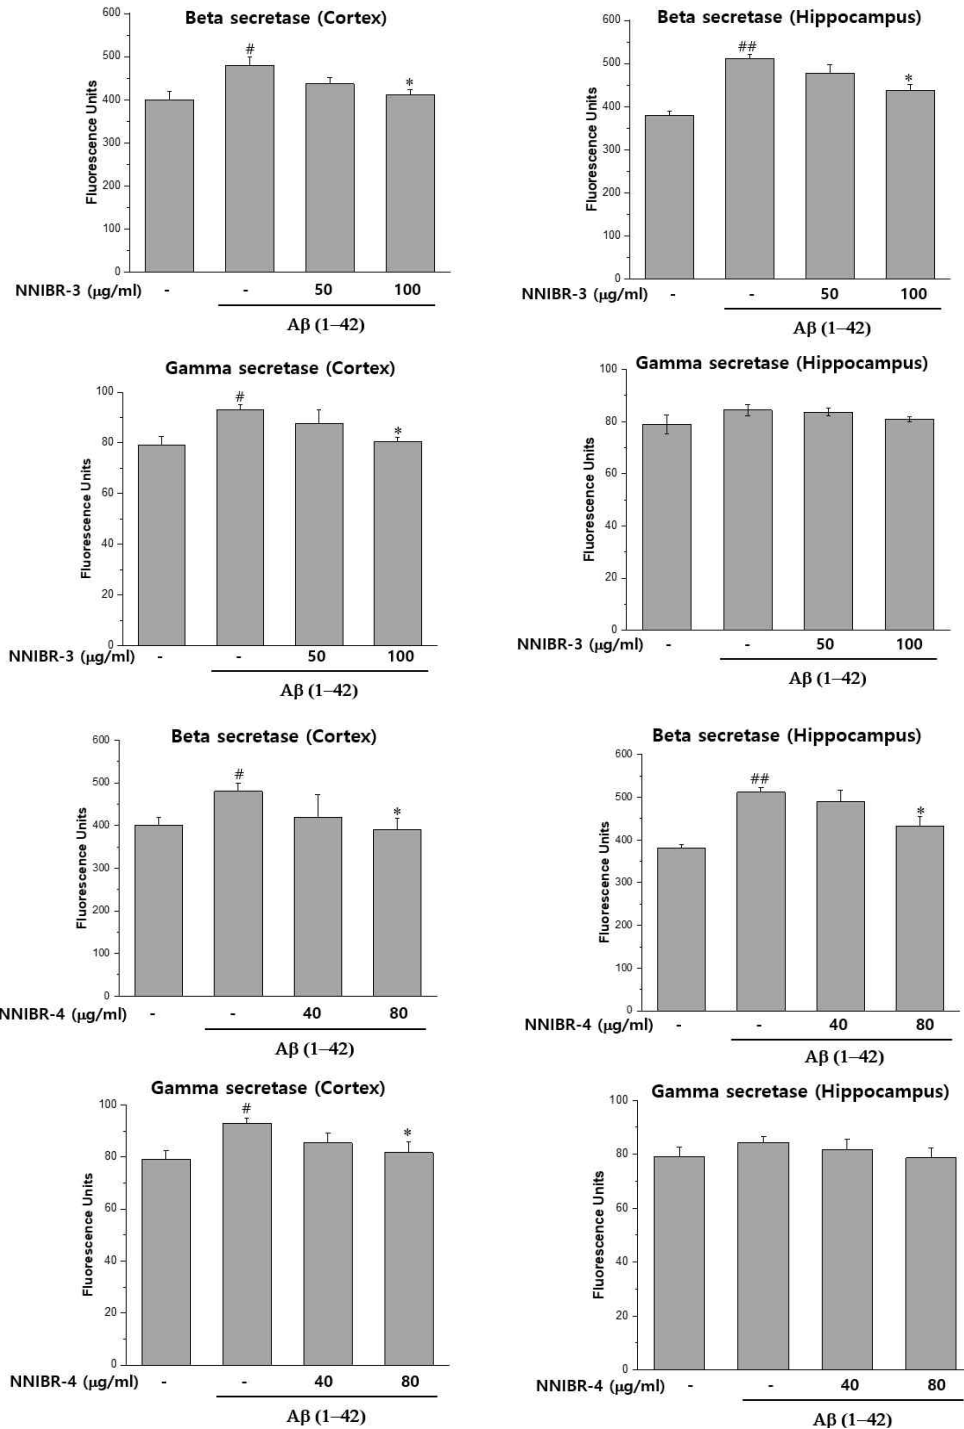 Beta secretase (Cortex)
600
500
400
300
200
100
0
Fluorescence Units
#
*
NNIBR-3 (μg/ml) - - 50 100
Aβ (1–42)
Beta secretase (Hippocampus)
600
500
400
300
200
100
0
Fluorescence Units
##
*
NNIBR-3 (μg/ml) - - 50 100
Aβ (1–42)
Gamma secretase (Cortex)
100
80
60
40
20
0
Fluorescence Units
#
*
NNIBR-3 (μg/ml) - - 50 100
Aβ (1–42)
Gamma secretase (Hippocampus)
100
80
60
40
20
0
Fluorescence Units
NNIBR-3 (μg/ml) - - 50 100
Aβ (1–42)
Beta secretase (Cortex)
600
500
400
300
200
100
0
Fluorescence Units
#
*
NNIBR-4 (μg/ml) - - 40 80
Aβ (1–42)
Beta secretase (Hippocampus)
600
500
400
300
200
100
0
Fluorescence Units
##
*
NNIBR-4 (μg/ml) - - 40 80
Aβ (1–42)
Gamma secretase (Cortex)
100
80
60
40
20
0
Fluorescence Units
#
*
NNIBR-4 (μg/ml) - - 40 80
Aβ (1–42)
Gamma secretase (Hippocampus)
100
80
60
40
20
0
Fluorescence Units
NNIBR-4 (μg/ml) - - 40 80
Aβ (1–42)